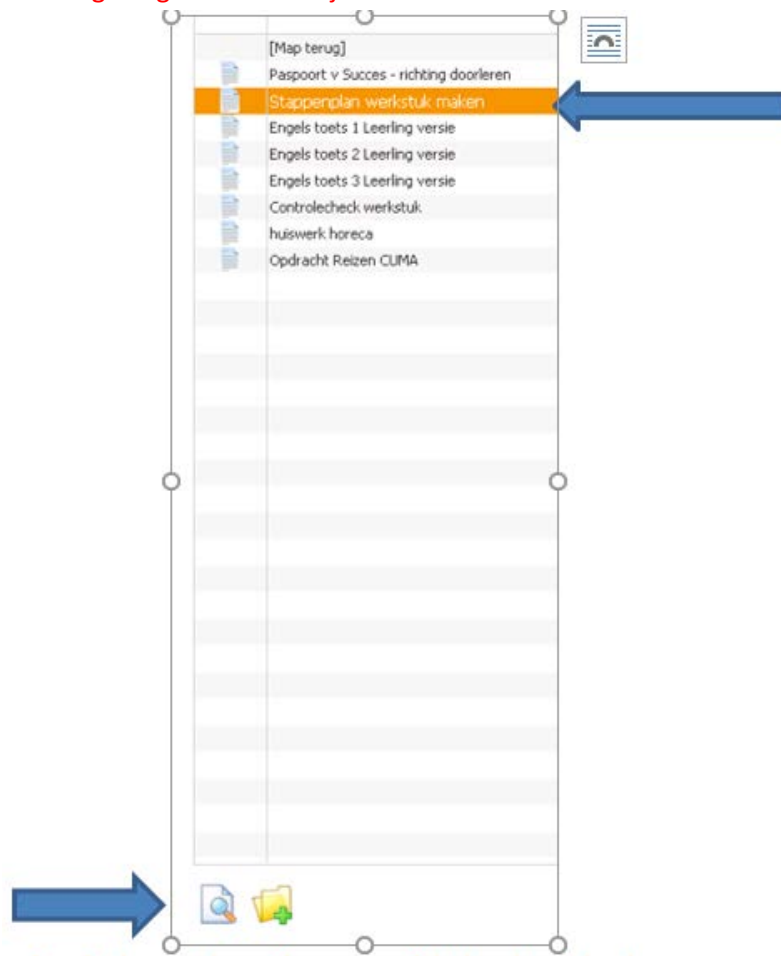 [Map terug]
Paspoort v Succes - richting doorleren
Stappenplan werkstuk maken
Engels toets 1 Leerling versie
Engels toets 2 Leerling versie
Engels toets 3 Leerling versie
Controlecheck werkstuk
huiswerk horeca
Opdracht Reizen CUMA